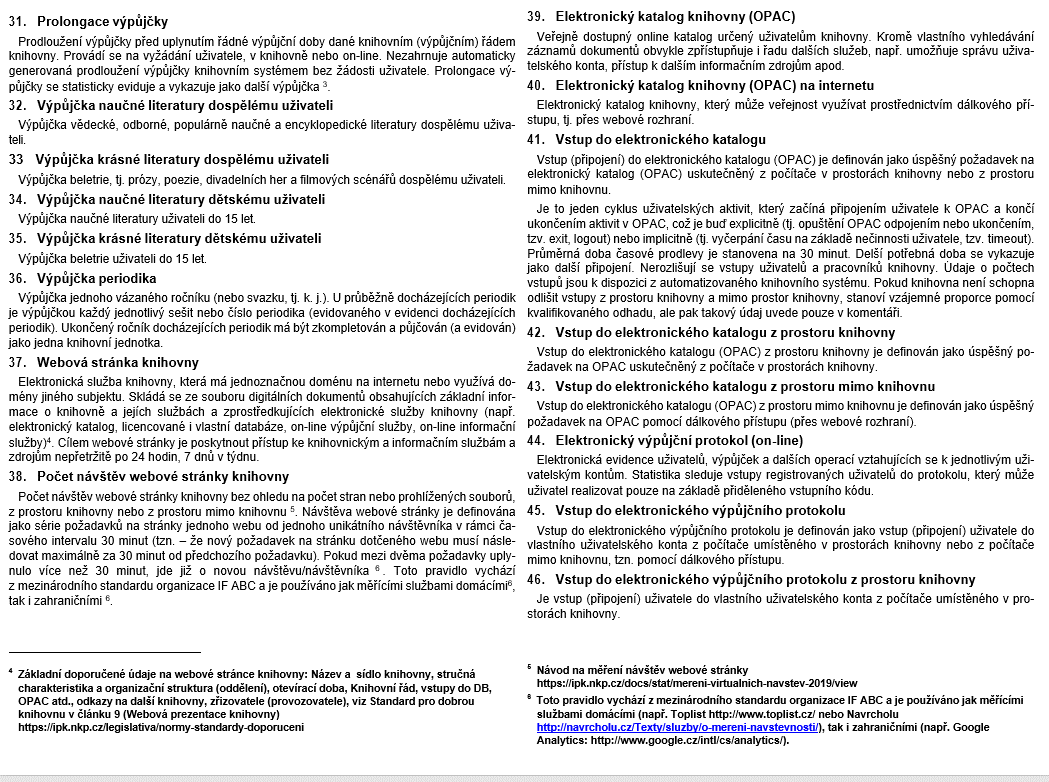 31. Prolongace výpůjčky
Prodloužení výpůjčky před uplynutím řádné výpůjční doby dané knihovním (výpůjčním) řádem
knihovny. Provádí se na vyžádání uživatele, v knihovně nebo on-line. Nezahrnuje automaticky
generovaná prodloužení výpůjčky knihovním systémem bez žádosti uživatele. Prolongace vý-
půjčky se statisticky eviduje a vykazuje jako další výpůjčka ³.
32. Výpůjčka naučné literatury dospělému uživateli
Výpůjčka vědecké, odborné, populárně naučné a encyklopedické literatury dospělému uživa-
teli.
33 Výpůjčka krásné literatury dospělému uživateli
Výpůjčka beletrie, tj. prózy, poezie, divadelních her a filmových scénářů dospělému uživateli.
34. Výpůjčka naučné literatury dětskému uživateli
Výpůjčka naučné literatury uživateli do 15 let.
35. Výpůjčka krásné literatury dětskému uživateli
Výpůjčka beletrie uživateli do 15 let.
36. Výpůjčka periodika
Výpůjčka jednoho vázaného ročníku (nebo svazku, tj. k. j.). U průběžně docházejících periodik
je výpůjčkou každý jednotlivý sešit nebo číslo periodika (evidovaného v evidenci docházejících
periodik). Ukončený ročník docházejících periodik má být zkompletován a půjčován (a evidován)
jako jedna knihovní jednotka.
37. Webová stránka knihovny
Elektronická služba knihovny, která má jednoznačnou doménu na internetu nebo využívá do-
mény jiného subjektu. Skládá se ze souboru digitálních dokumentů obsahujících základní infor-
mace o knihovně a jejích službách a zprostředkující elektronické služby knihovny (např.
elektronický katalog, licencované i vlastní databáze, on-line výpůjční služby, on-line informační
služby)⁴. Cílem webové stránky je poskytnout přístup ke knihovnickým a informačním službám a
zdrojům nepřetržitě po 24 hodin, 7 dnů v týdnu.
38. Počet návštěv webové stránky knihovny
Počet návštěv webové stránky knihovny bez ohledu na počet stran nebo prohlížených souborů,
z prostoru knihovny nebo z prostoru mimo knihovnu ⁵. Návštěva webové stránky je definována
jako série požadavků na stránky jednoho webu od jednoho unikátního návštěvníka v rámci ča-
sového intervalu 30 minut (tzn. – že nový požadavek na stránku dotčeného webu musí násle-
dovat maximálně za 30 minut od předchozího požadavku). Pokud mezi dvěma požadavky uply-
nulo více než 30 minut, jde již o novou návštěvu/návštěvníka ⁶. Toto pravidlo vychází
z mezinárodního standardu organizace IF ABC a je používáno jak měřícími službami domácími⁶,
tak i zahraničními ⁶.
⁴ Základní doporučené údaje na webové stránce knihovny: Název a sídlo knihovny, stručná
charakteristika a organizační struktura (oddělení), otevírací doba, Knihovní řád, vstupy do DB,
OPAC atd., odkazy na další knihovny, zřizovatele (provozovatele), viz Standard pro dobrou
knihovnu v článku 9 (Webová prezentace knihovny)
https://ipk.nkp.cz/legislativa/normy-standardy-doporuceni
39. Elektronický katalog knihovny (OPAC)
Veřejně dostupný online katalog určený uživatelům knihovny. Kromě vlastního vyhledávání
záznamů dokumentů obvykle zpřístupňuje i řadu dalších služeb, např. umožňuje správu uživa-
telského konta, přístup k dalším informačním zdrojům apod.
40. Elektronický katalog knihovny (OPAC) na internetu
Elektronický katalog knihovny, který může veřejnost využívat prostřednictvím dálkového pří-
stupu, tj. přes webové rozhraní.
41. Vstup do elektronického katalogu
Vstup (připojení) do elektronického katalogu (OPAC) je definován jako úspěšný požadavek na
elektronický katalog (OPAC) uskutečněný z počítače v prostorách knihovny nebo z prostoru
mimo knihovnu.
Je to jeden cyklus uživatelských aktivit, který začíná připojením uživatele k OPAC a končí
ukončením aktivit v OPAC, což je buď explicitně (tj. opuštění OPAC odpojením nebo ukončením,
tzv. exit, logout) nebo implicitně (tj. vyčerpání času na základě nečinnosti uživatele, tzv. timeout).
Průměrná doba časové prodlevy je stanovena na 30 minut. Delší potřebná doba se vykazuje
jako další připojení. Nerozlišují se vstupy uživatelů a pracovníků knihovny. Údaje o počtech
vstupů jsou k dispozici z automatizovaného knihovního systému. Pokud knihovna není schopna
odlišit vstupy z prostoru knihovny a mimo prostor knihovny, stanoví vzájemné proporce pomocí
kvalifikovaného odhadu, ale pak takový údaj uvede pouze v komentáři.
42. Vstup do elektronického katalogu z prostoru knihovny
Vstup do elektronického katalogu (OPAC) z prostoru knihovny je definován jako úspěšný po-
žadavek na OPAC uskutečněný z počítače v prostorách knihovny.
43. Vstup do elektronického katalogu z prostoru mimo knihovnu
Vstup do elektronického katalogu (OPAC) z prostoru mimo knihovnu je definován jako úspěšný
požadavek na OPAC pomocí dálkového přístupu (přes webové rozhraní).
44. Elektronický výpůjční protokol (on-line)
Elektronická evidence uživatelů, výpůjček a dalších operací vztahujících se k jednotlivým uži-
vatelským kontům. Statistika sleduje vstupy registrovaných uživatelů do protokolu, který může
uživatel realizovat pouze na základě přiděleného vstupního kódu.
45. Vstup do elektronického výpůjčního protokolu
Vstup do elektronického výpůjčního protokolu je definován jako vstup (připojení) uživatele do
vlastního uživatelského konta z počítače umístěného v prostorách knihovny nebo z počítače
mimo knihovnu, tzn. pomocí dálkového přístupu.
46. Vstup do elektronického výpůjčního protokolu z prostoru knihovny
Je vstup (připojení) uživatele do vlastního uživatelského konta z počítače umístěného v pro-
storách knihovny.
⁵ Návod na měření návštěv webové stránky
https://ipk.nkp.cz/docs/stat/mereni-virtualnich-navstev-2019/view
⁶ Toto pravidlo vychází z mezinárodního standardu organizace IF ABC a je používáno jak měřícími
službami domácími (např. Toplist http://www.toplist.cz/ nebo Navrcholu
http://navrcholu.cz/Texty/sluzby/o-mereni-navstevnosti/), tak i zahraničními (např. Google
Analytics: http://www.google.cz/intl/cs/analytics/).